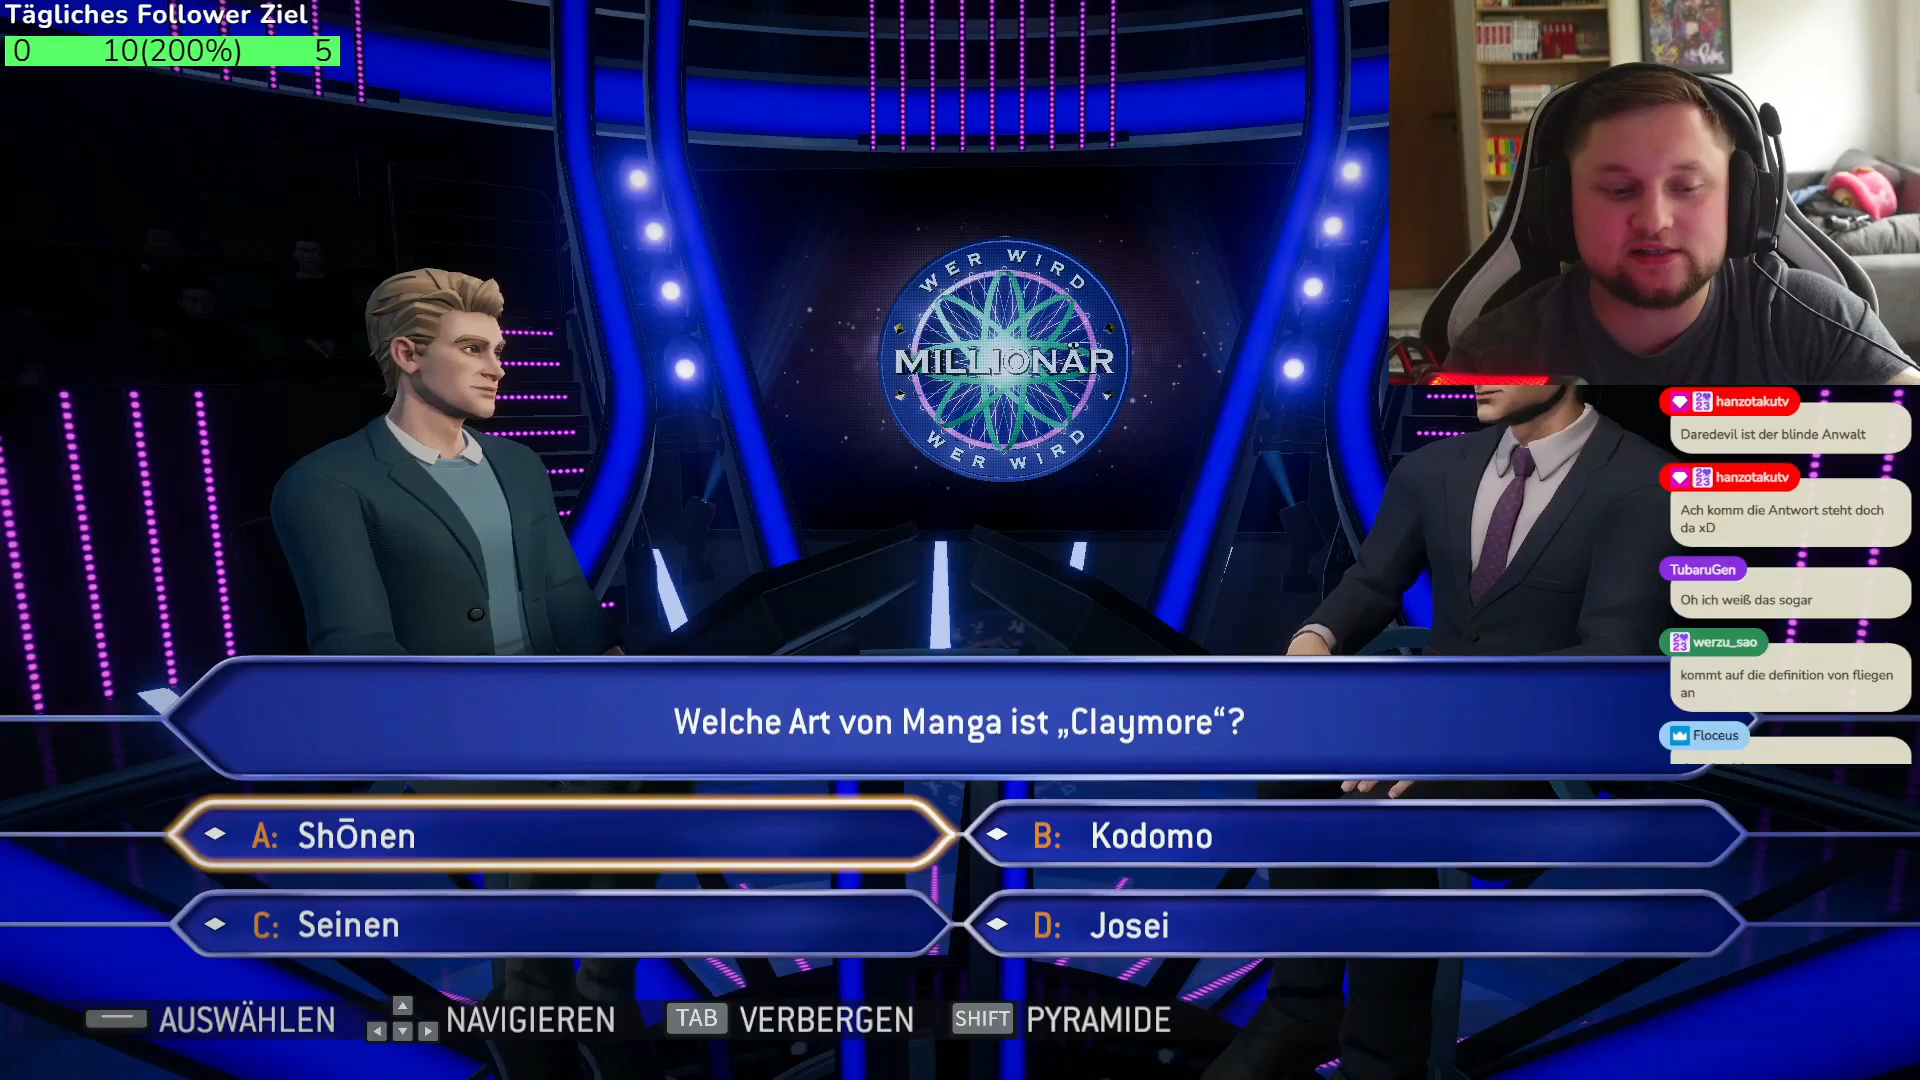 Tägliches Follower Ziel
0 10(200%) 5
WER WIRD
MILLIONÄR
WER WIRD
hanzotakutv
Daredevil ist der blinde Anwalt
hanzotakutv
Ach komm die Antwort steht doch
da xD
TubaruGen
Oh ich weiß das sogar
werzu_sao
kommt auf die definition von fliegen
an
Floceus
Welche Art von Manga ist „Claymore“?
A: ShŌnen
B: Kodomo
C: Seinen
D: Josei
AUSWÄHLEN
NAVIGIEREN
TAB VERBERGEN
SHIFT PYRAMIDE